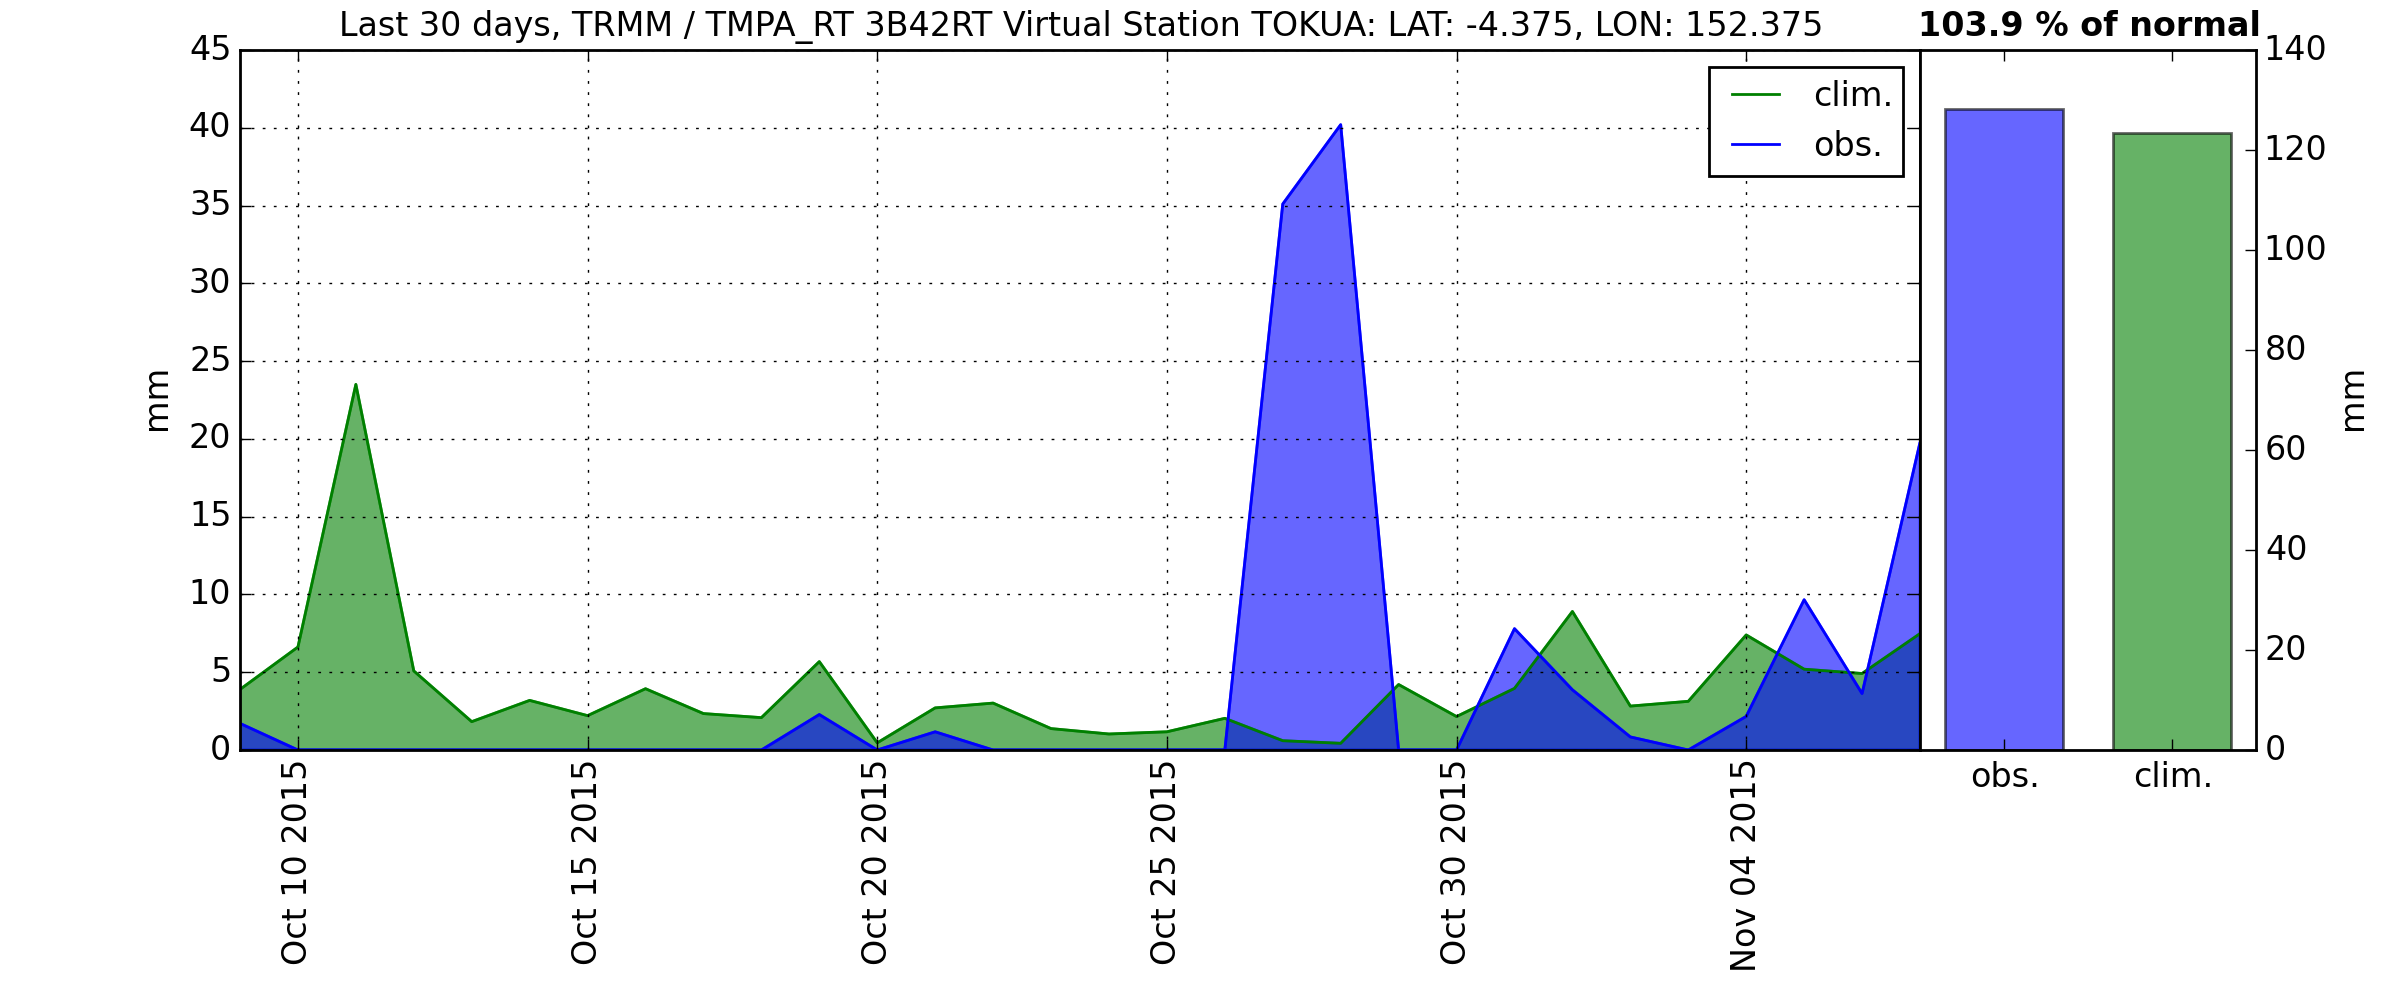 Last 30 days, TRMM / TMPA_RT 3B42RT Virtual Station TOKUA: LAT: -4.375, LON: 152.375
103.9 % of normal
45
40
35
30
25
20
15
10
5
0
mm
clim.
obs.
Oct 10 2015
Oct 15 2015
Oct 20 2015
Oct 25 2015
Oct 30 2015
Nov 04 2015
140
120
100
80
60
40
20
0
mm
obs.
clim.